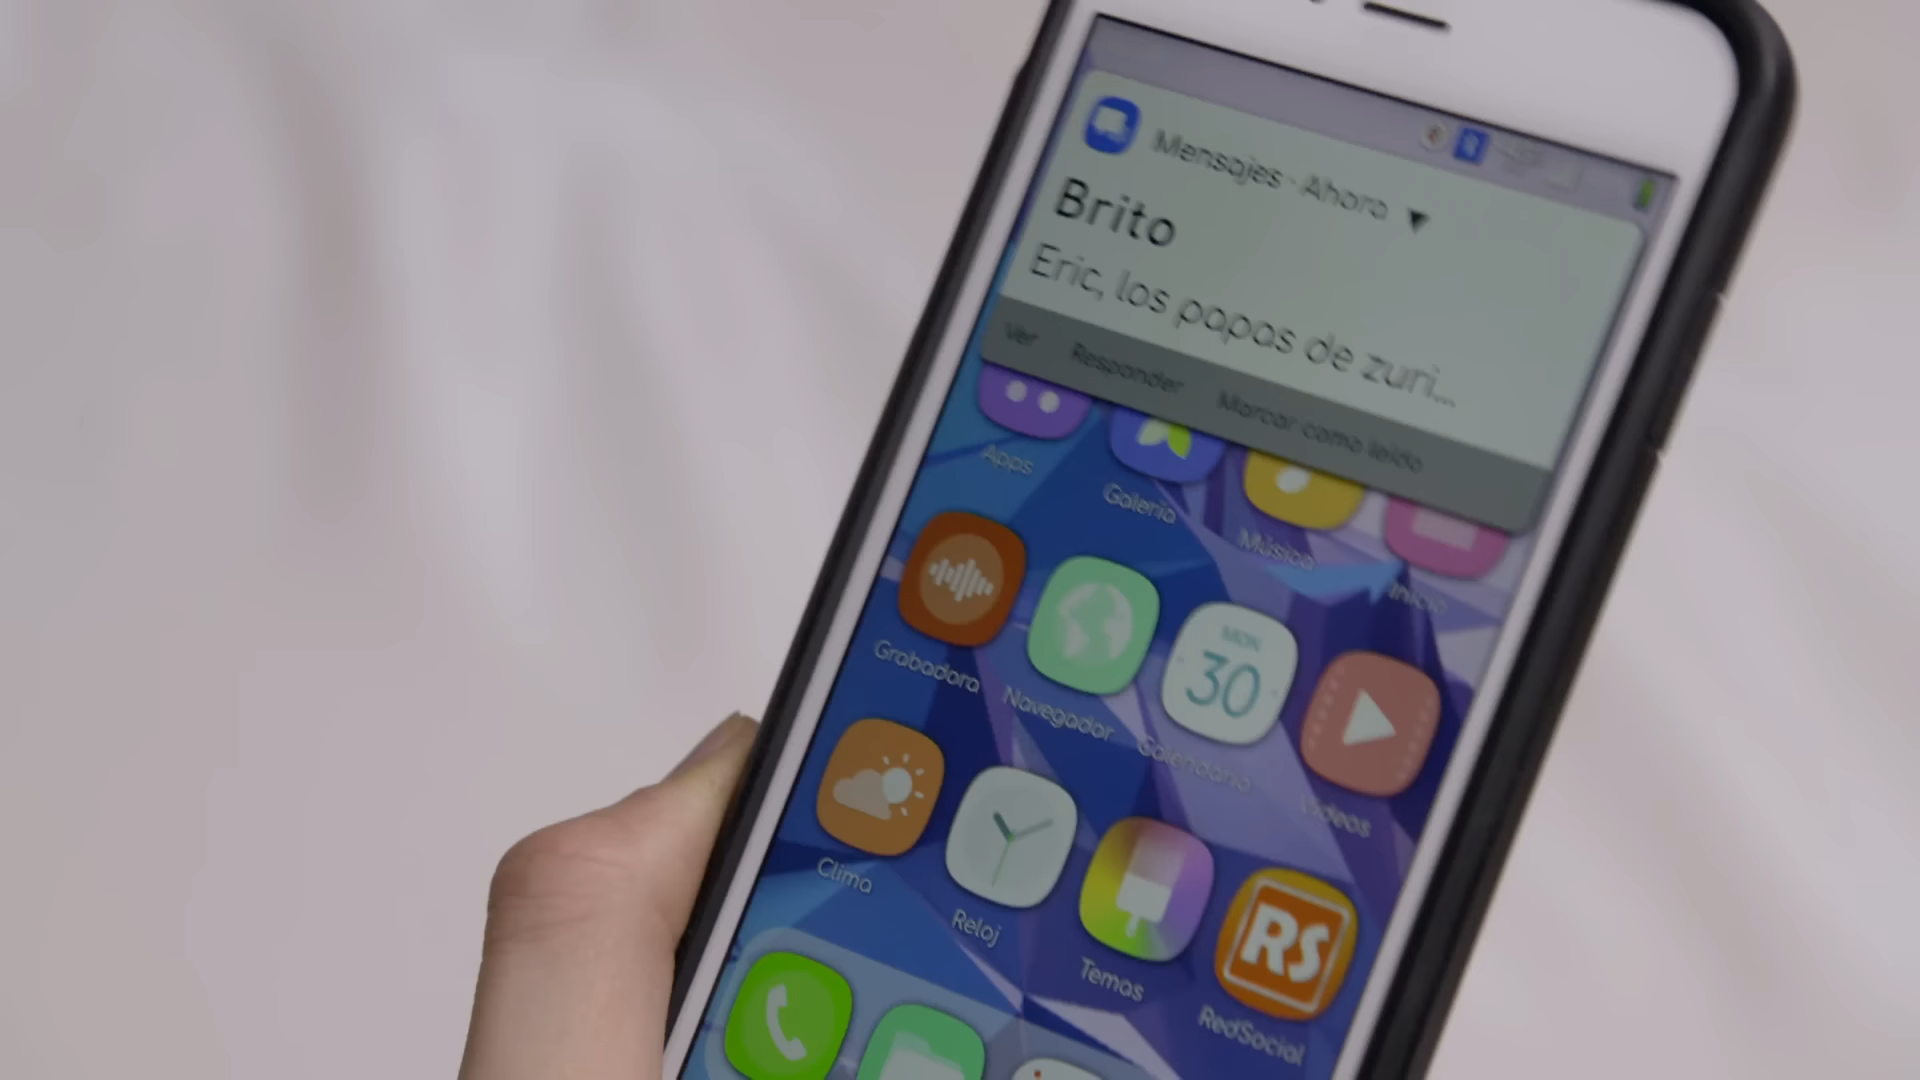 Mensajes · Ahora ▼
Brito
Eric, los papas de zuri...
Ver Responder Marcar como leído
Apps Galería Música Inicio
MON
30
Grabadora Navegador Calendario Videos
RS
Clima Reloj Temas RedSocial